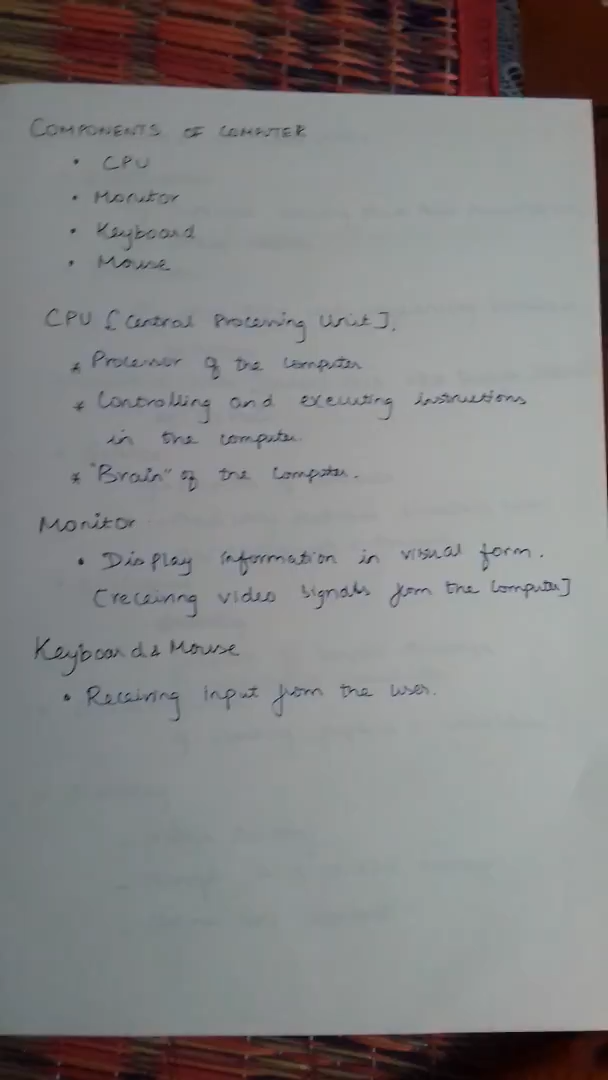 COMPONENTS OF COMPUTER
• CPU
• Monitor
• Keyboard
• Mouse
CPU [Central Processing Unit].
* Processor of the computer
* Controlling and executing instructions
in the computer.
* "Brain" of the Computer.
Monitor
• Display information in visual form.
[receiving video signals from the computer]
Keyboard & Mouse
• Receiving input from the user.